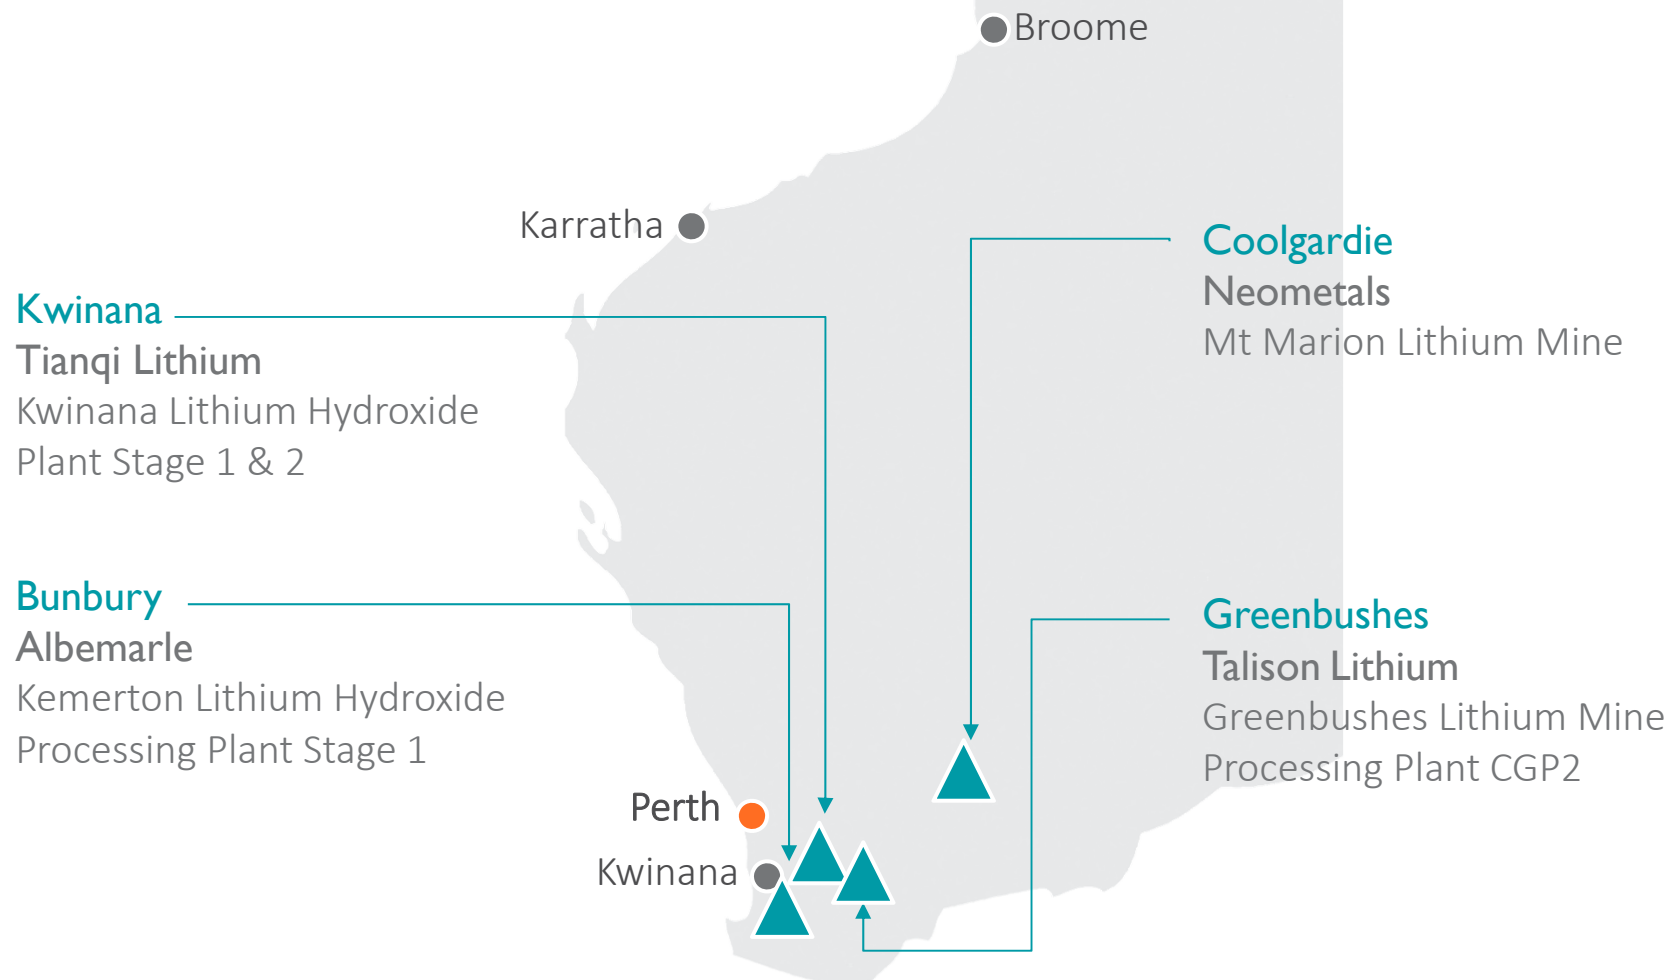 Broome
Karratha
Kwinana
Tianqi Lithium
Kwinana Lithium Hydroxide
Plant Stage 1 & 2
Bunbury
Albemarle
Kemerton Lithium Hydroxide
Processing Plant Stage 1
Perth
Kwinana
Coolgardie
Neometals
Mt Marion Lithium Mine
Greenbushes
Talison Lithium
Greenbushes Lithium Mine
Processing Plant CGP2